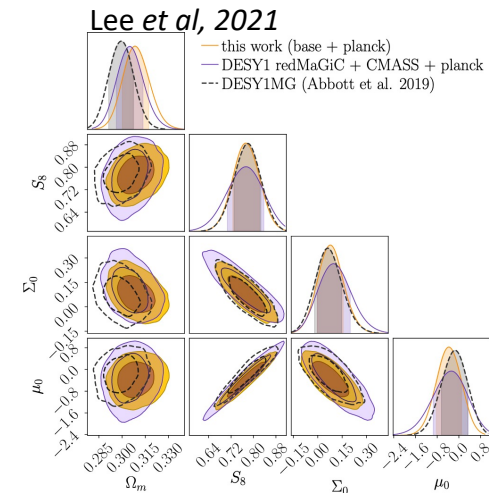 Lee et al, 2021
this work (base + planck)
DESY1 redMaGiC + CMASS + planck
DESY1MG (Abbott et al. 2019)
S₈
0.88
0.80
0.72
0.64
Σ₀
0.30
0.15
0.00
−0.15
μ₀
0.8
0.0
−0.8
−1.6
−2.4
0.285 0.300 0.315 0.330
0.64 0.72 0.80 0.88
−0.15 0.00 0.15 0.30
−2.4 −1.6 −0.8 0.0 0.8
Ωₘ S₈ Σ₀ μ₀